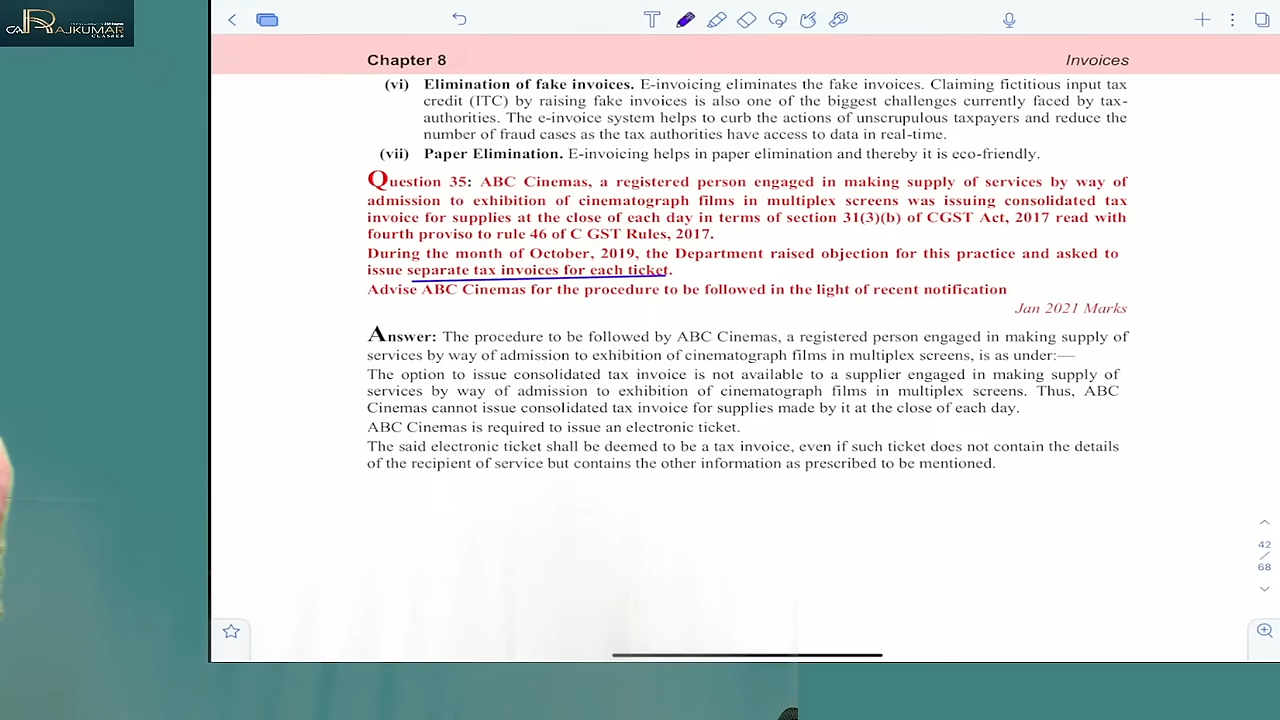 CA RAJKUMAR
CLASSES
Chapter 8
Invoices
(vi) Elimination of fake invoices. E-invoicing eliminates the fake invoices. Claiming fictitious input tax
credit (ITC) by raising fake invoices is also one of the biggest challenges currently faced by tax-
authorities. The e-invoice system helps to curb the actions of unscrupulous taxpayers and reduce the
number of fraud cases as the tax authorities have access to data in real-time.
(vii) Paper Elimination. E-invoicing helps in paper elimination and thereby it is eco-friendly.
Question 35: ABC Cinemas, a registered person engaged in making supply of services by way of
admission to exhibition of cinematograph films in multiplex screens was issuing consolidated tax
invoice for supplies at the close of each day in terms of section 31(3)(b) of CGST Act, 2017 read with
fourth proviso to rule 46 of C GST Rules, 2017.
During the month of October, 2019, the Department raised objection for this practice and asked to
issue separate tax invoices for each ticket.
Advise ABC Cinemas for the procedure to be followed in the light of recent notification
Jan 2021 Marks
Answer: The procedure to be followed by ABC Cinemas, a registered person engaged in making supply of
services by way of admission to exhibition of cinematograph films in multiplex screens, is as under:—
The option to issue consolidated tax invoice is not available to a supplier engaged in making supply of
services by way of admission to exhibition of cinematograph films in multiplex screens. Thus, ABC
Cinemas cannot issue consolidated tax invoice for supplies made by it at the close of each day.
ABC Cinemas is required to issue an electronic ticket.
The said electronic ticket shall be deemed to be a tax invoice, even if such ticket does not contain the details
of the recipient of service but contains the other information as prescribed to be mentioned.
42
/
68